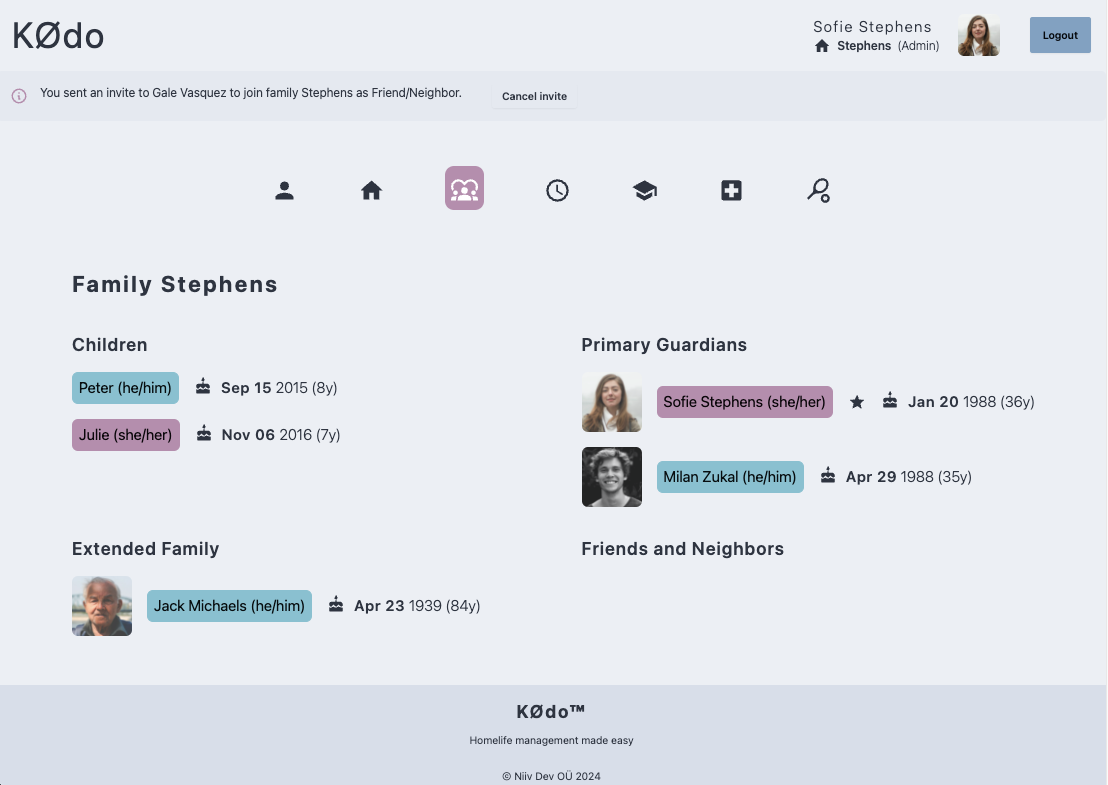 KØdo
Sofie Stephens
Stephens (Admin)
Logout
You sent an invite to Gale Vasquez to join family Stephens as Friend/Neighbor.
Cancel invite
Family Stephens
Children
Peter (he/him) Sep 15 2015 (8y)
Julie (she/her) Nov 06 2016 (7y)
Primary Guardians
Sofie Stephens (she/her) Jan 20 1988 (36y)
Milan Zukal (he/him) Apr 29 1988 (35y)
Extended Family
Jack Michaels (he/him) Apr 23 1939 (84y)
Friends and Neighbors
KØdo™
Homelife management made easy
© Niiv Dev OÜ 2024